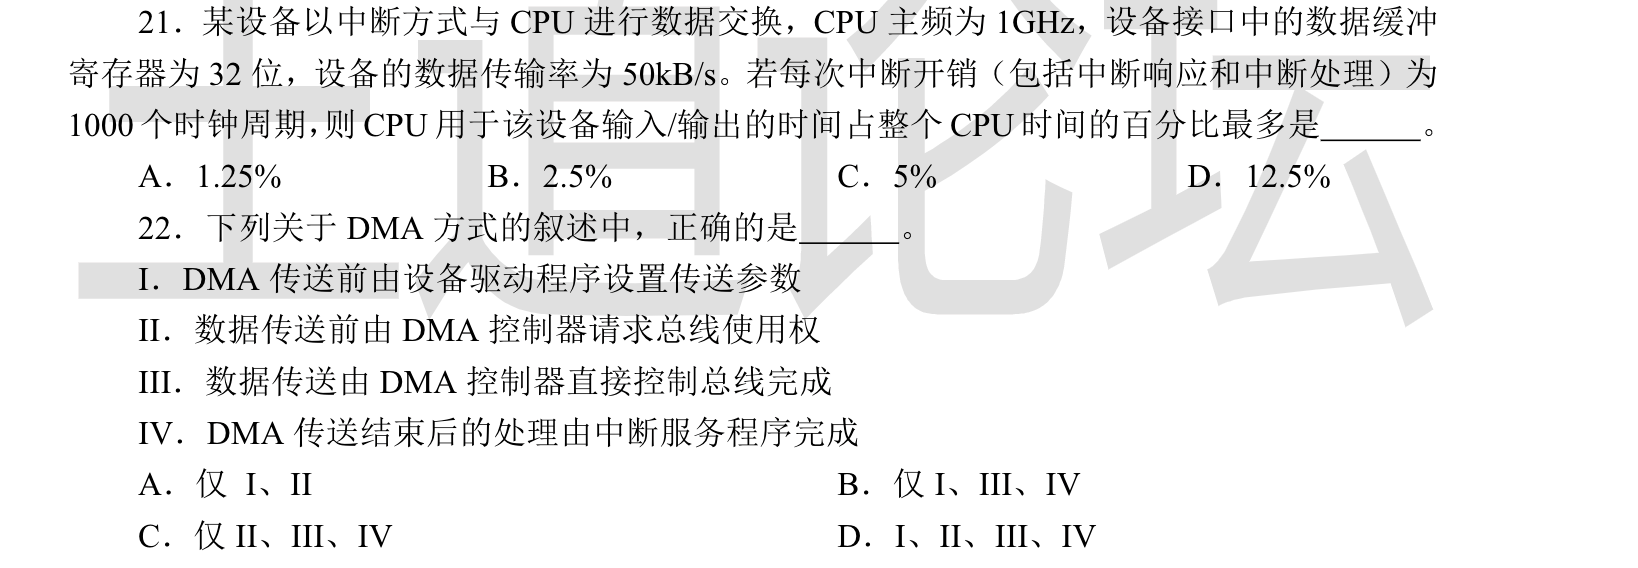 21．某设备以中断方式与 CPU 进行数据交换，CPU 主频为 1GHz，设备接口中的数据缓冲
寄存器为 32 位，设备的数据传输率为 50kB/s。若每次中断开销（包括中断响应和中断处理）为
1000 个时钟周期，则 CPU 用于该设备输入/输出的时间占整个 CPU 时间的百分比最多是______。
A．1.25% B．2.5% C．5% D．12.5%
22．下列关于 DMA 方式的叙述中，正确的是______。
I．DMA 传送前由设备驱动程序设置传送参数
II．数据传送前由 DMA 控制器请求总线使用权
III．数据传送由 DMA 控制器直接控制总线完成
IV．DMA 传送结束后的处理由中断服务程序完成
A．仅 I、II B．仅 I、III、IV
C．仅 II、III、IV D．I、II、III、IV
王道论坛